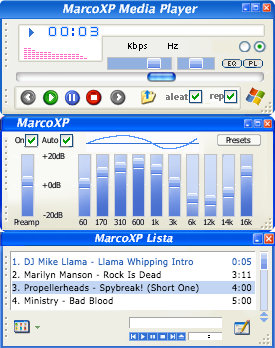 MarcoXP Media Player
00:03
Kbps Hz
EQ PL
aleat rep
MarcoXP
On Auto +20dB Presets
+0dB
-20dB
Preamp 60 170 310 600 1k 3k 6k 12k 14k 16k
MarcoXP Lista
1. DJ Mike Llama - Llama Whipping Intro 0:05
2. Marilyn Manson - Rock Is Dead 3:11
3. Propellerheads - Spybreak! (Short One) 4:00
4. Ministry - Bad Blood 5:00